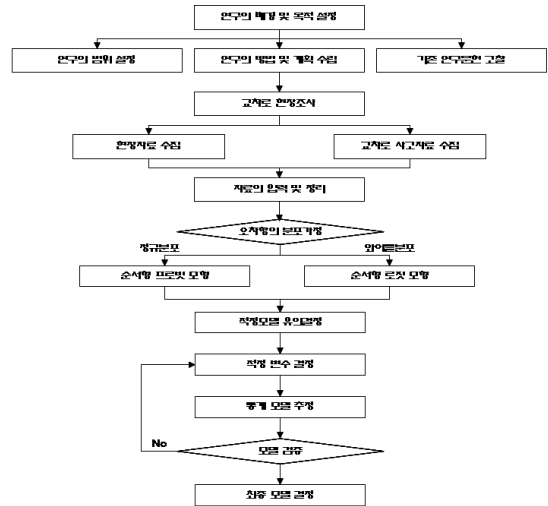 연구의 배경 및 목적 설정
연구의 범위 설정
연구의 방법 및 계획 수립
기존 연구문헌 고찰
교차로 현장조사
현장자료 수집
교차로 사고자료 수집
자료의 입력 및 정리
오차항의 분포가정
정규분포
와이블분포
순서형 프로빗 모형
순서형 로짓 모형
적정모델 유의결정
적정 변수 결정
통계 모델 추정
No
모델 검증
최종 모델 결정